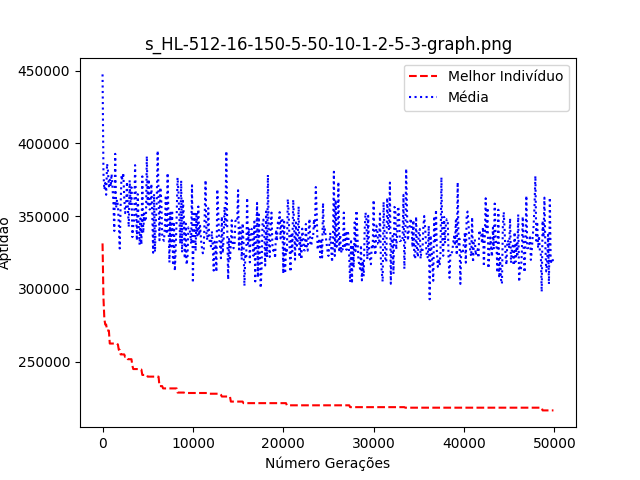 s_HL-512-16-150-5-50-10-1-2-5-3-graph.png
450000
400000
350000
300000
250000
Aptidão
Melhor Indivíduo
Média
0 10000 20000 30000 40000 50000
Número Gerações